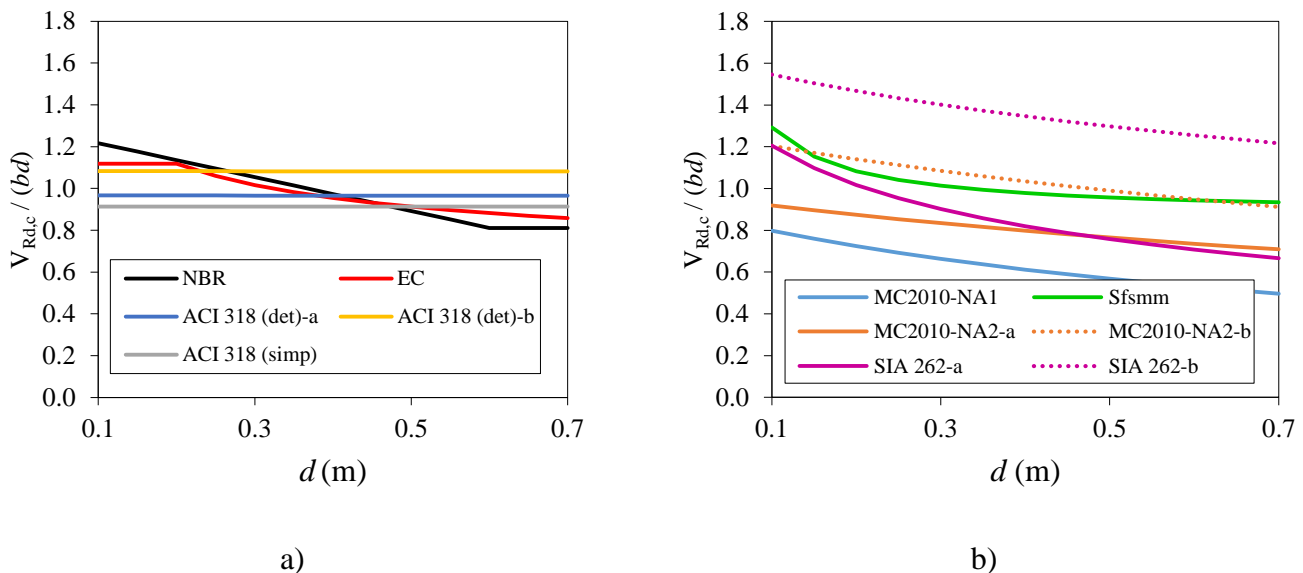 1.8
1.6
1.4
1.2
1.0
0.8
0.6
0.4
0.2
0.0
V_Rd,c / (bd)
NBR EC
ACI 318 (det)-a ACI 318 (det)-b
ACI 318 (simp)
0.1 0.3 0.5 0.7
d (m)
a)
1.8
1.6
1.4
1.2
1.0
0.8
0.6
0.4
0.2
0.0
V_Rd,c / (bd)
MC2010-NA1 Sfsmm
MC2010-NA2-a MC2010-NA2-b
SIA 262-a SIA 262-b
0.1 0.3 0.5 0.7
d (m)
b)